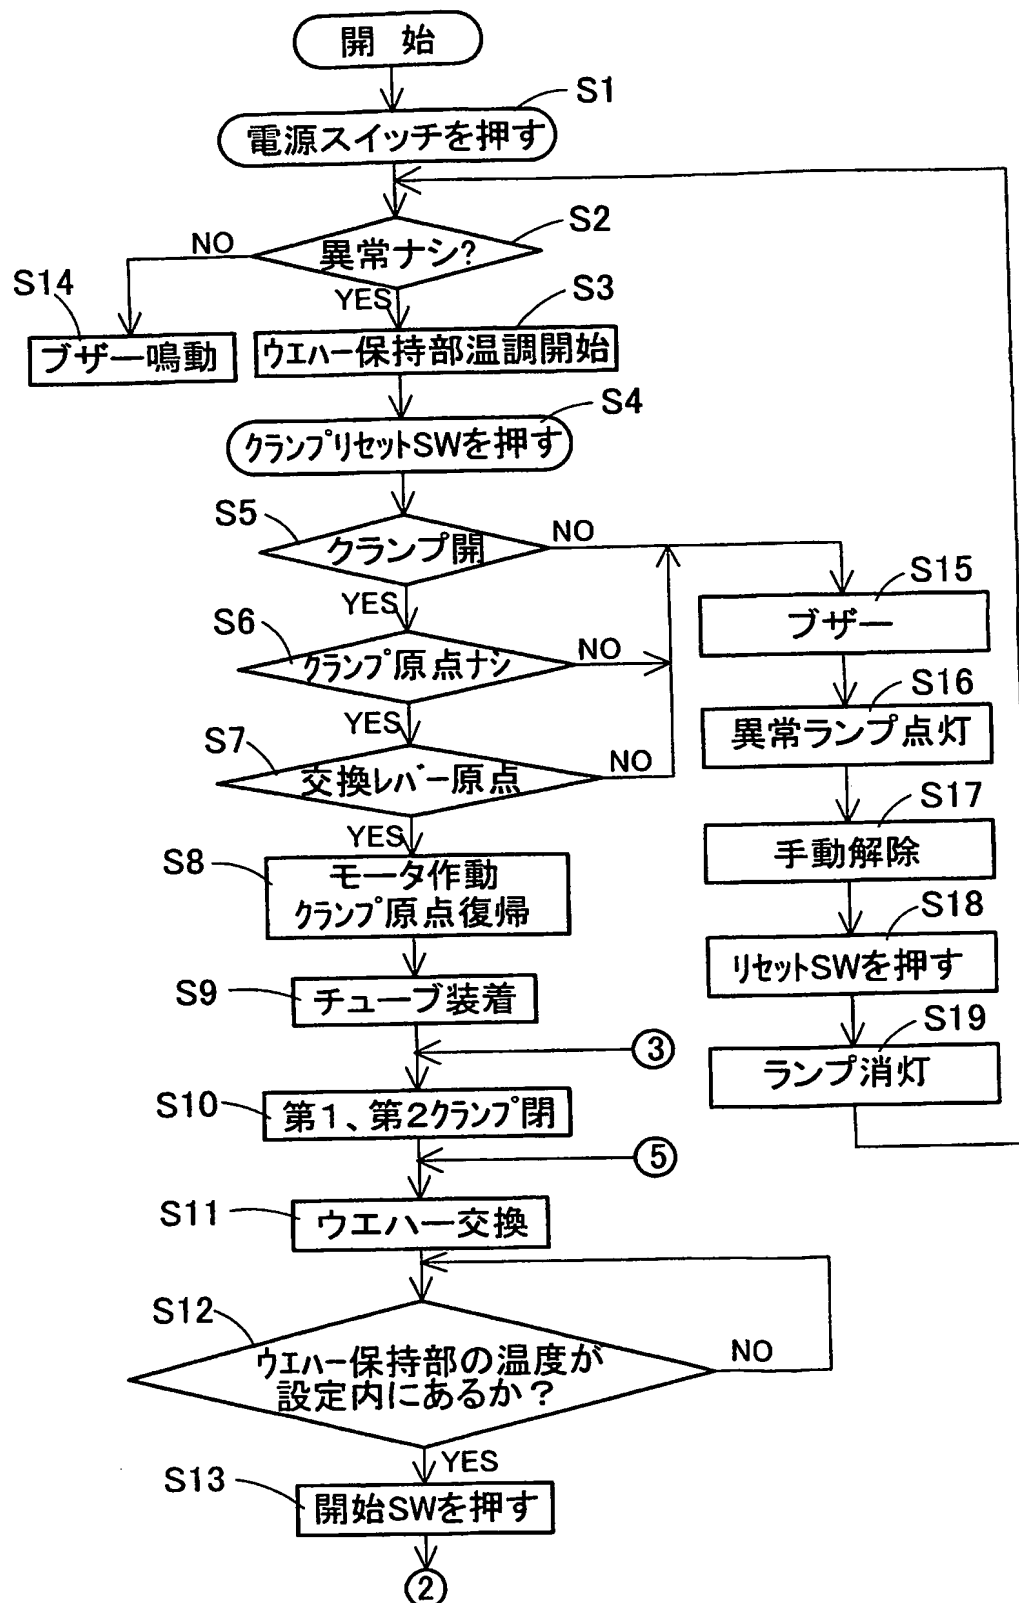 開 始
S1
電源スイッチを押す
S2
異常ナシ?
NO
YES
S14
ブザー鳴動
S3
ウエハー保持部温調開始
S4
クランプリセットSWを押す
S5
クランプ開
NO
YES
S6
クランプ原点ナシ
NO
YES
S7
交換レバー原点
NO
YES
S8
モータ作動
クランプ原点復帰
S9
チューブ装着
③
S10
第1、第2クランプ閉
⑤
S11
ウエハー交換
S12
ウエハー保持部の温度が
設定内にあるか?
NO
YES
S13
開始SWを押す
②
S15
ブザー
S16
異常ランプ点灯
S17
手動解除
S18
リセットSWを押す
S19
ランプ消灯